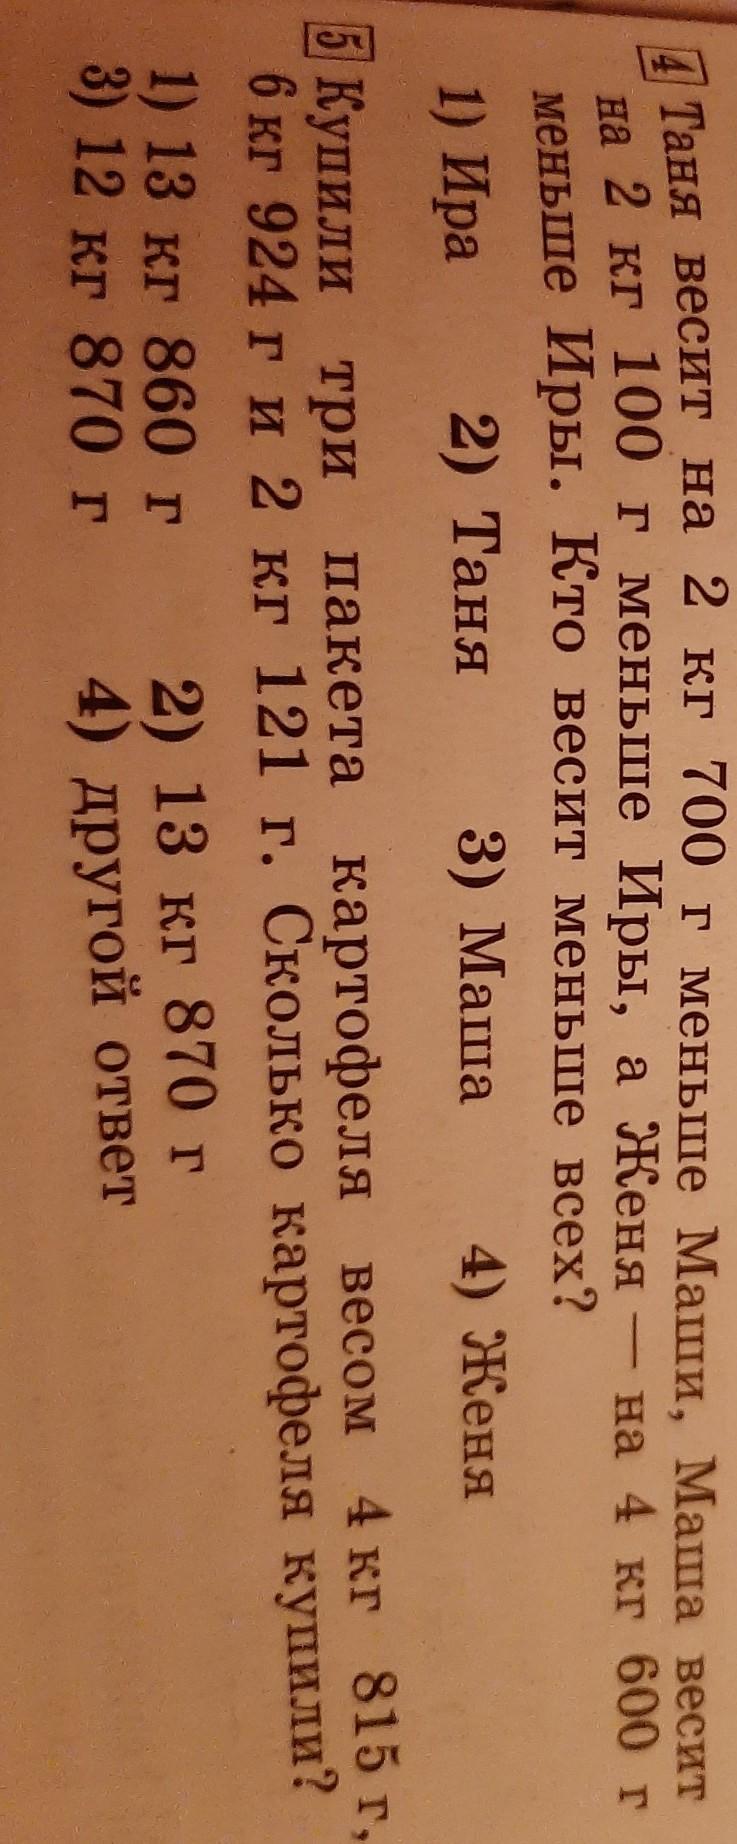 4 Таня весит на 2 кг 700 г меньше Маши, Маша весит
на 2 кг 100 г меньше Иры, а Женя — на 4 кг 600 г
меньше Иры. Кто весит меньше всех?
1) Ира 2) Таня 3) Маша 4) Женя
5 Купили три пакета картофеля весом 4 кг 815 г,
6 кг 924 г и 2 кг 121 г. Сколько картофеля купили?
1) 13 кг 860 г 2) 13 кг 870 г
3) 12 кг 870 г 4) другой ответ